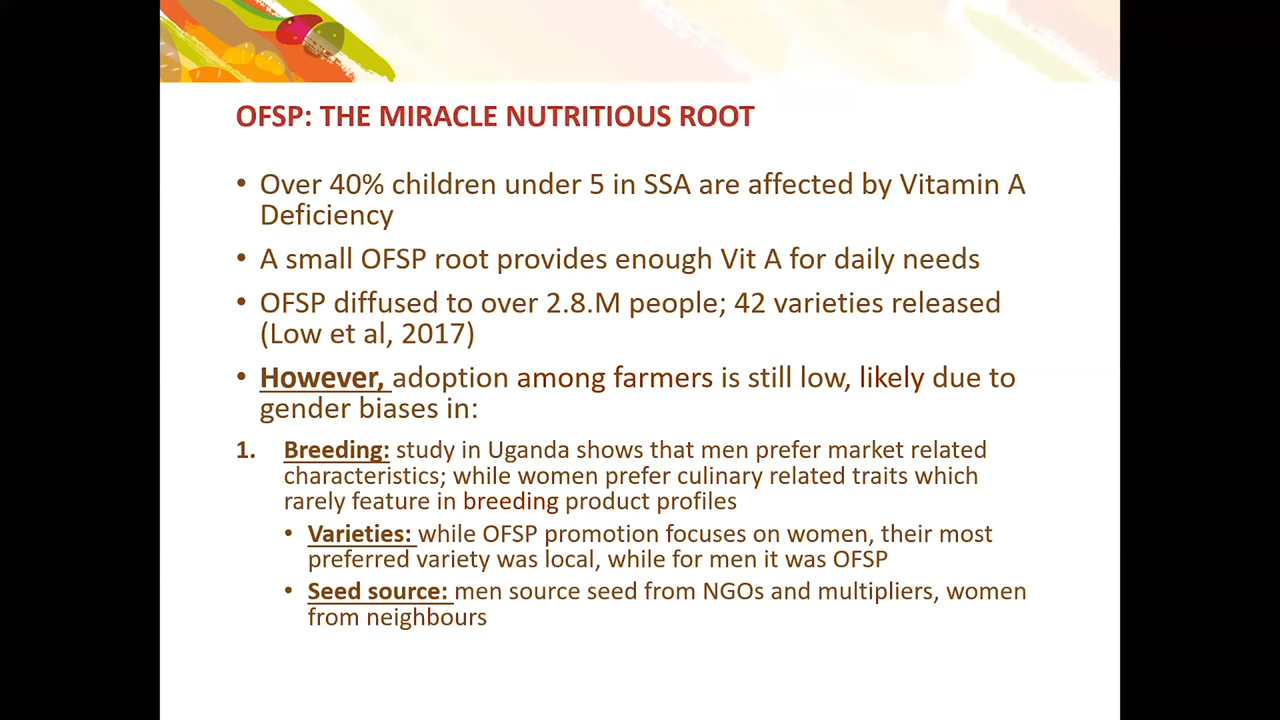 OFSP: THE MIRACLE NUTRITIOUS ROOT
• Over 40% children under 5 in SSA are affected by Vitamin A
Deficiency
• A small OFSP root provides enough Vit A for daily needs
• OFSP diffused to over 2.8.M people; 42 varieties released
(Low et al, 2017)
• However, adoption among farmers is still low, likely due to
gender biases in:
1. Breeding: study in Uganda shows that men prefer market related
characteristics; while women prefer culinary related traits which
rarely feature in breeding product profiles
• Varieties: while OFSP promotion focuses on women, their most
preferred variety was local, while for men it was OFSP
• Seed source: men source seed from NGOs and multipliers, women
from neighbours